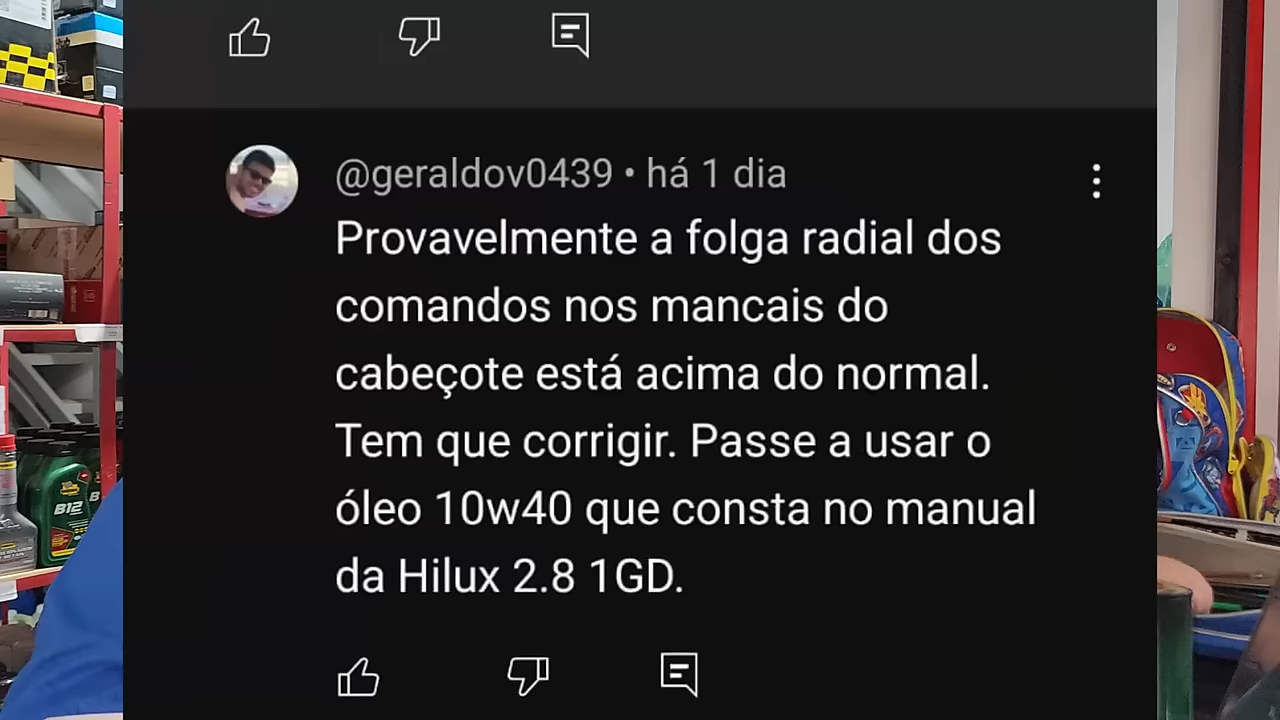 @geraldov0439 • há 1 dia
Provavelmente a folga radial dos
comandos nos mancais do
cabeçote está acima do normal.
Tem que corrigir. Passe a usar o
óleo 10w40 que consta no manual
da Hilux 2.8 1GD.
B12
B